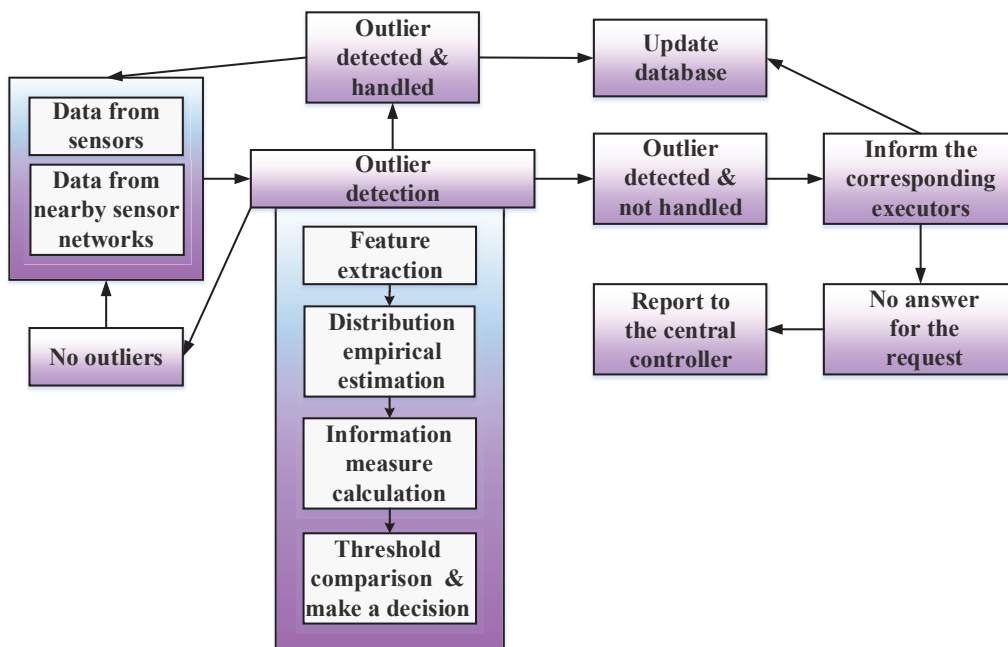 Outlier
detected &
handled
Update
database
Data from
sensors
Data from
nearby sensor
networks
Outlier
detection
Outlier
detected &
not handled
Inform the
corresponding
executors
Feature
extraction
Distribution
empirical
estimation
Information
measure
calculation
Threshold
comparison &
make a decision
No outliers
Report to
the central
controller
No answer
for the
request